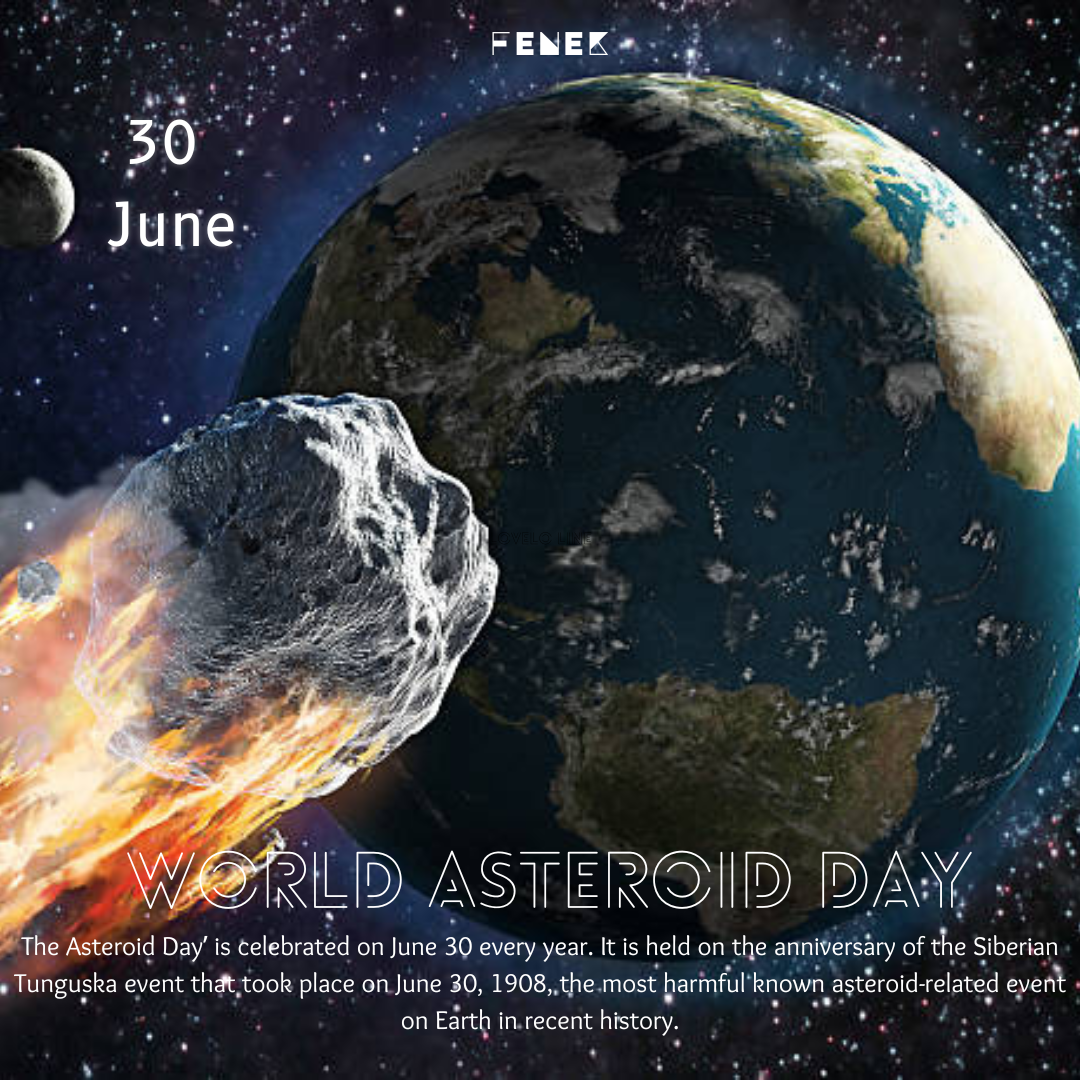 FENEK
30
June
WORLD ASTEROID DAY
The Asteroid Day’ is celebrated on June 30 every year. It is held on the anniversary of the Siberian
Tunguska event that took place on June 30, 1908, the most harmful known asteroid-related event
on Earth in recent history.